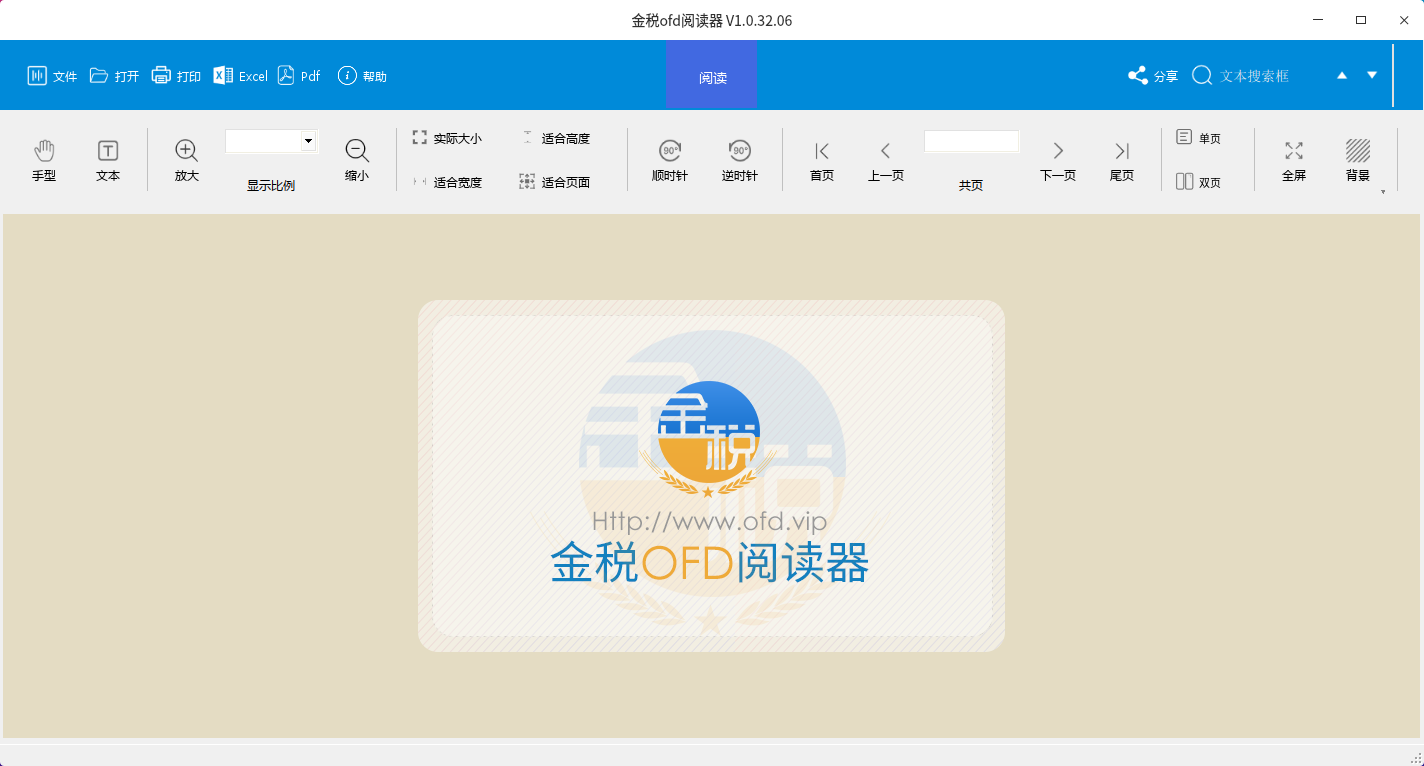 金税ofd阅读器 V1.0.32.06
文件 打开 打印 Excel Pdf 帮助 阅读 分享 文本搜索框
手型 文本 放大 显示比例 缩小 实际大小 适合高度 适合宽度 适合页面 90° 顺时针 90° 逆时针 首页 上一页 共页 下一页 尾页 单页 双页 全屏 背景
金税
Http://www.ofd.vip
金税OFD阅读器